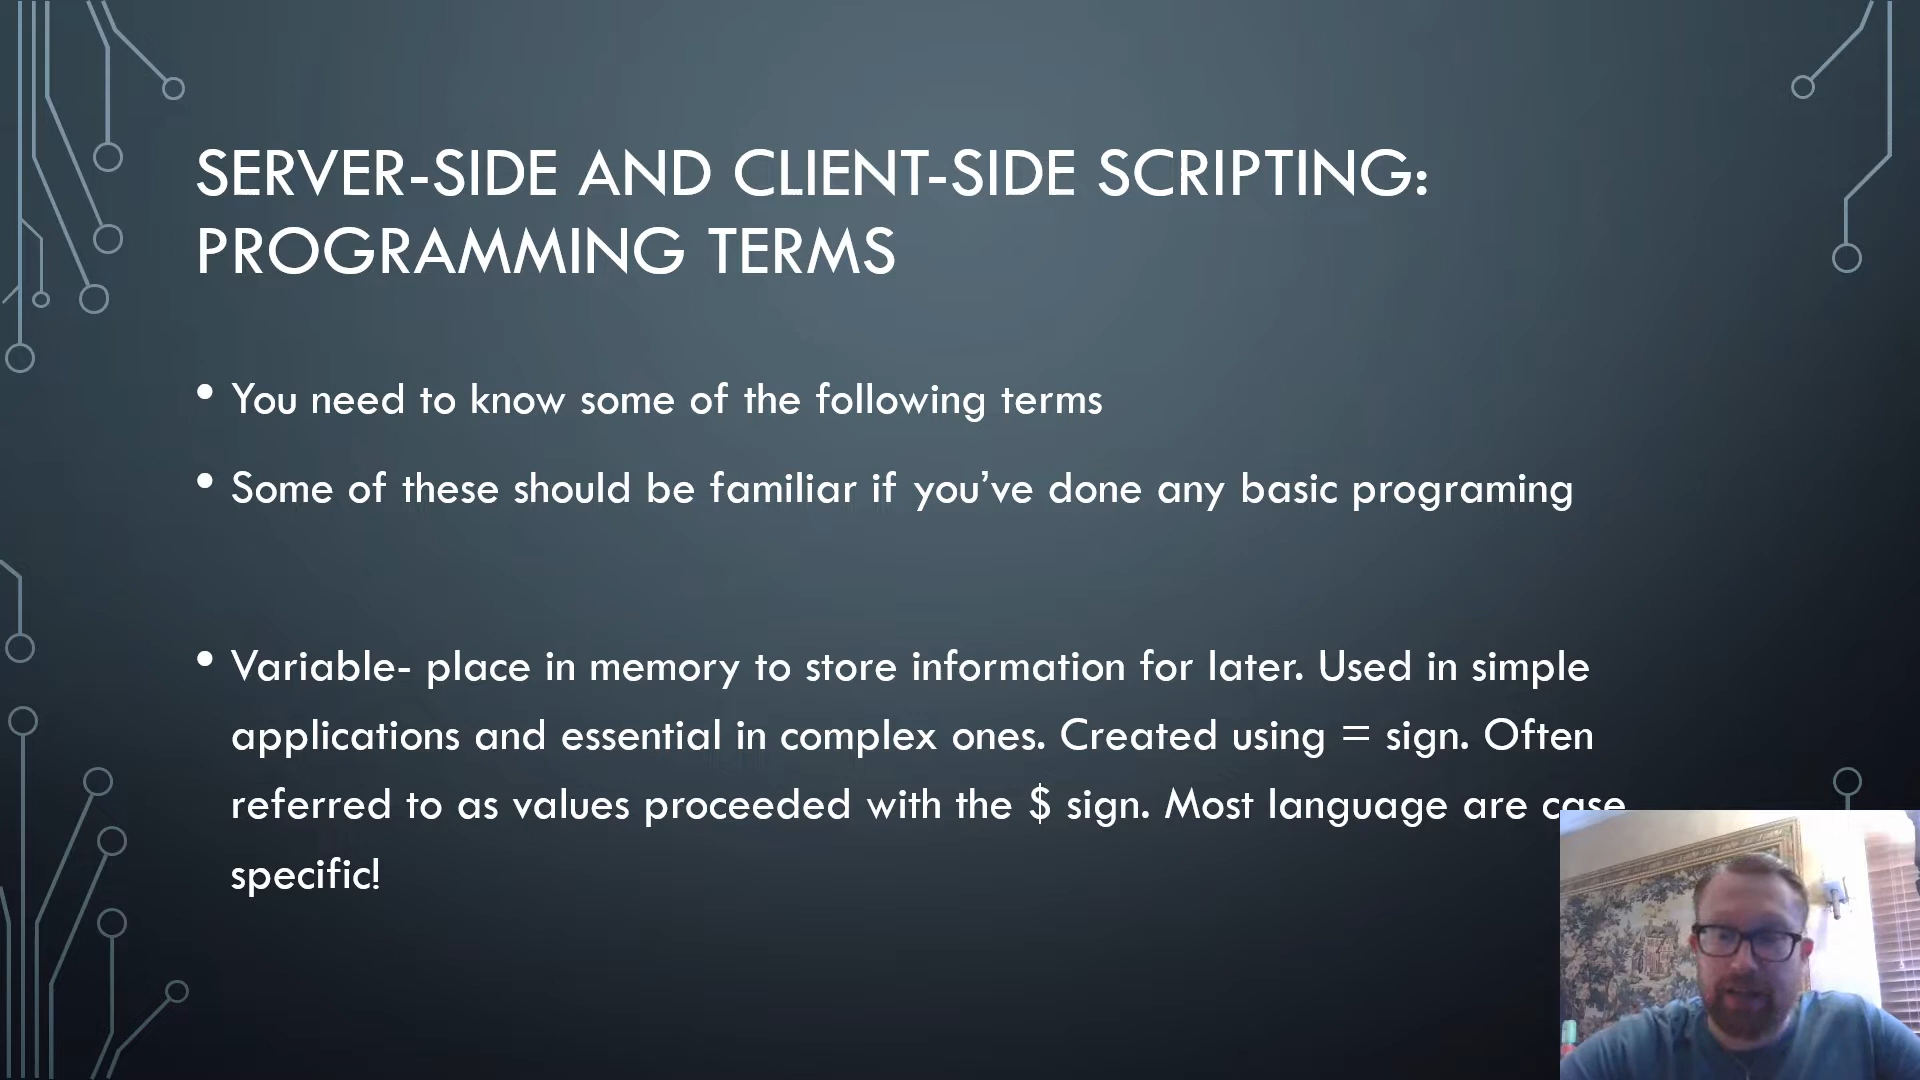 SERVER-SIDE AND CLIENT-SIDE SCRIPTING:
PROGRAMMING TERMS
• You need to know some of the following terms
• Some of these should be familiar if you’ve done any basic programing
• Variable- place in memory to store information for later. Used in simple
applications and essential in complex ones. Created using = sign. Often
referred to as values proceeded with the $ sign. Most language are case
specific!